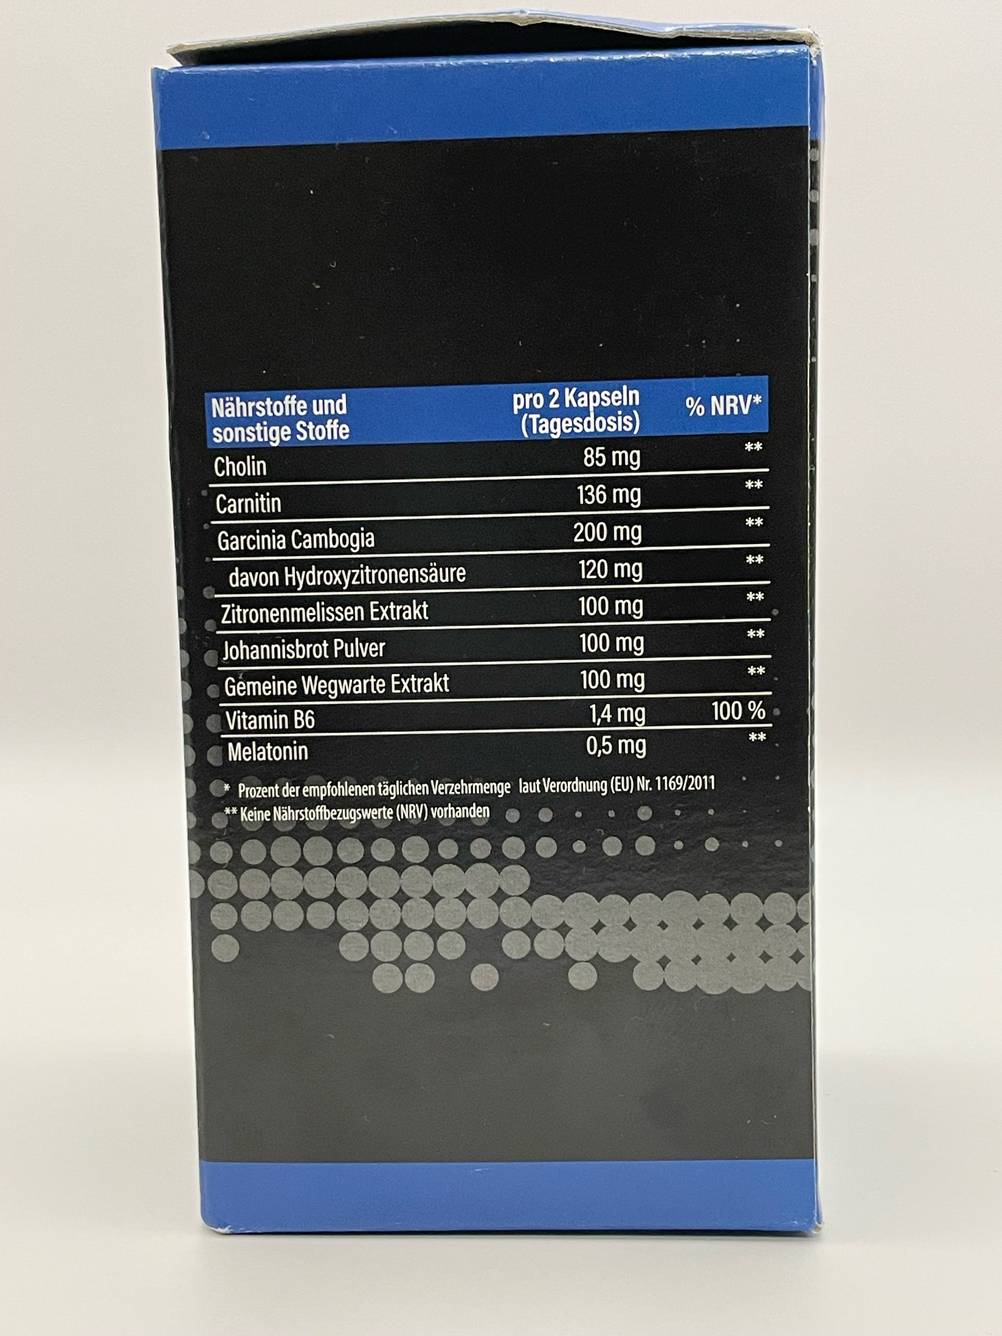 Nährstoffe und sonstige Stoffe pro 2 Kapseln (Tagesdosis) % NRV*
Cholin 85 mg **
Carnitin 136 mg **
Garcinia Cambogia 200 mg **
davon Hydroxyzitronensäure 120 mg **
Zitronenmelissen Extrakt 100 mg **
Johannisbrot Pulver 100 mg **
Gemeine Wegwarte Extrakt 100 mg **
Vitamin B6 1,4 mg 100 %
Melatonin 0,5 mg **
* Prozent der empfohlenen täglichen Verzehrmenge laut Verordnung (EU) Nr. 1169/2011
** Keine Nährstoffbezugswerte (NRV) vorhanden